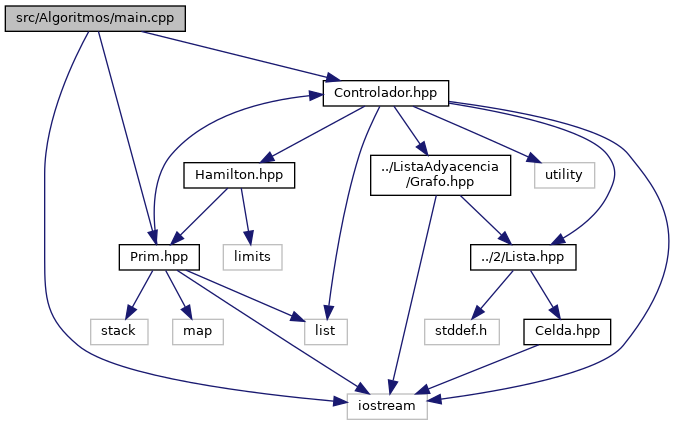 src/Algoritmos/main.cpp
Controlador.hpp
Hamilton.hpp
../ListaAdyacencia
/Grafo.hpp
utility
Prim.hpp
limits
../2/Lista.hpp
stack
map
list
stddef.h
Celda.hpp
iostream